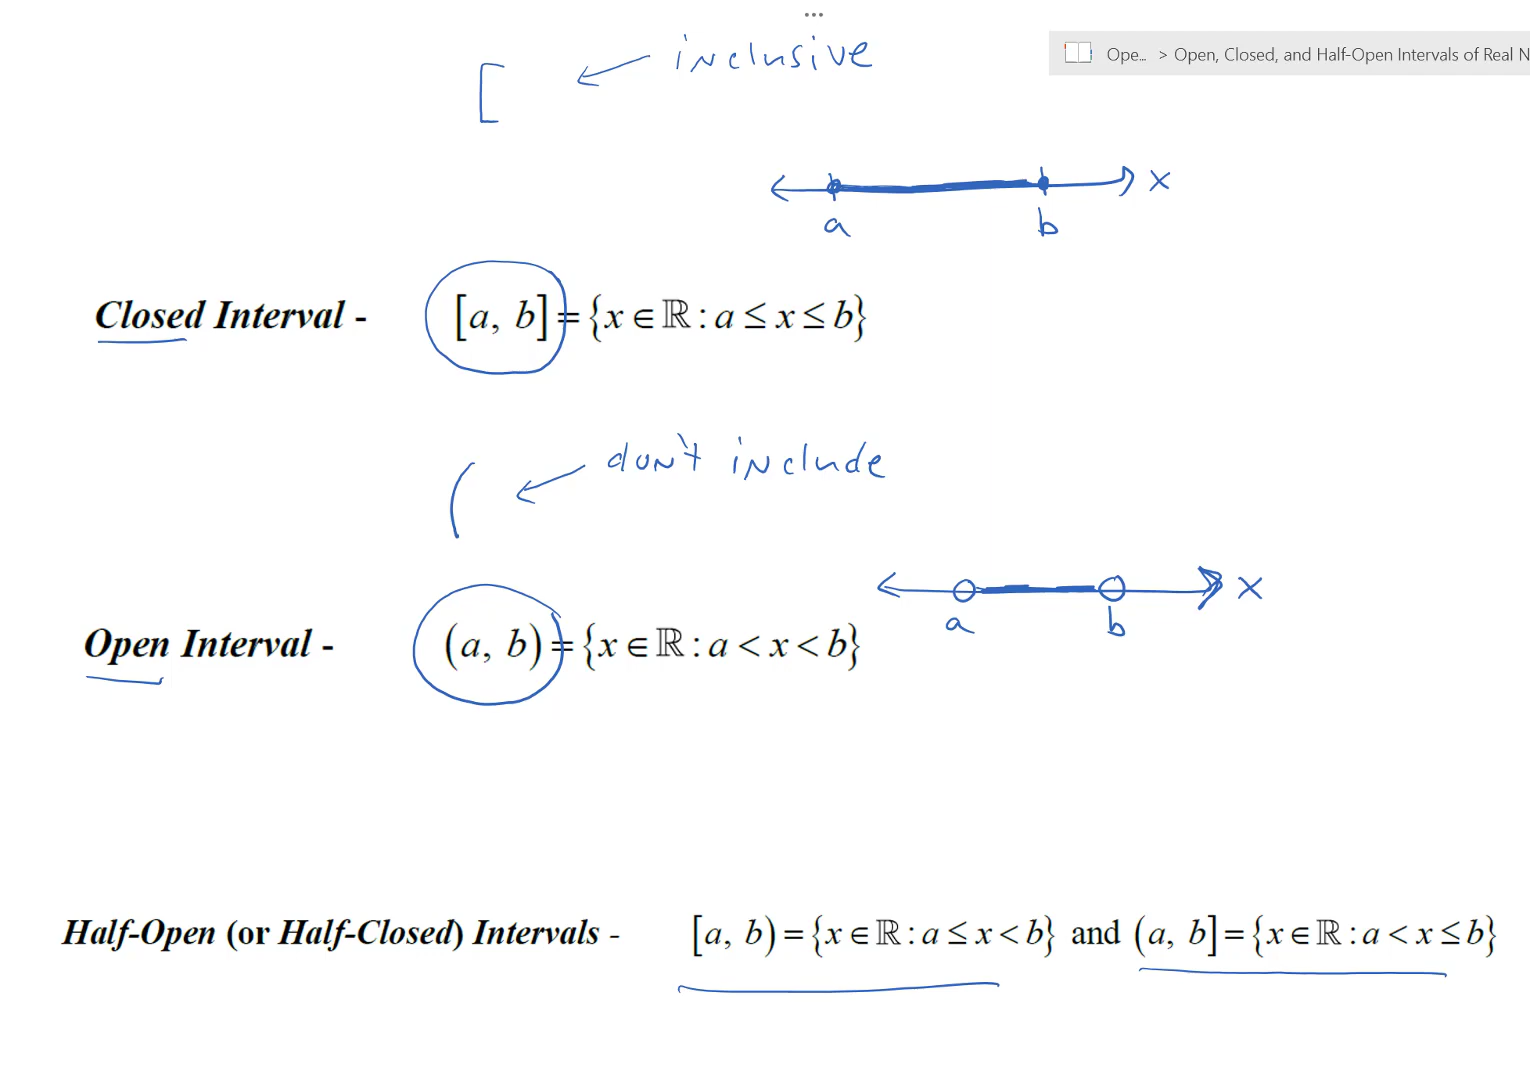 ...
inclusive
Ope... > Open, Closed, and Half-Open Intervals of Real N
[
x
a b
Closed Interval - [a, b] = {x ∈ ℝ : a ≤ x ≤ b}
don't include
(
x
a b
Open Interval - (a, b) = {x ∈ ℝ : a < x < b}
Half-Open (or Half-Closed) Intervals - [a, b) = {x ∈ ℝ : a ≤ x < b} and (a, b] = {x ∈ ℝ : a < x ≤ b}